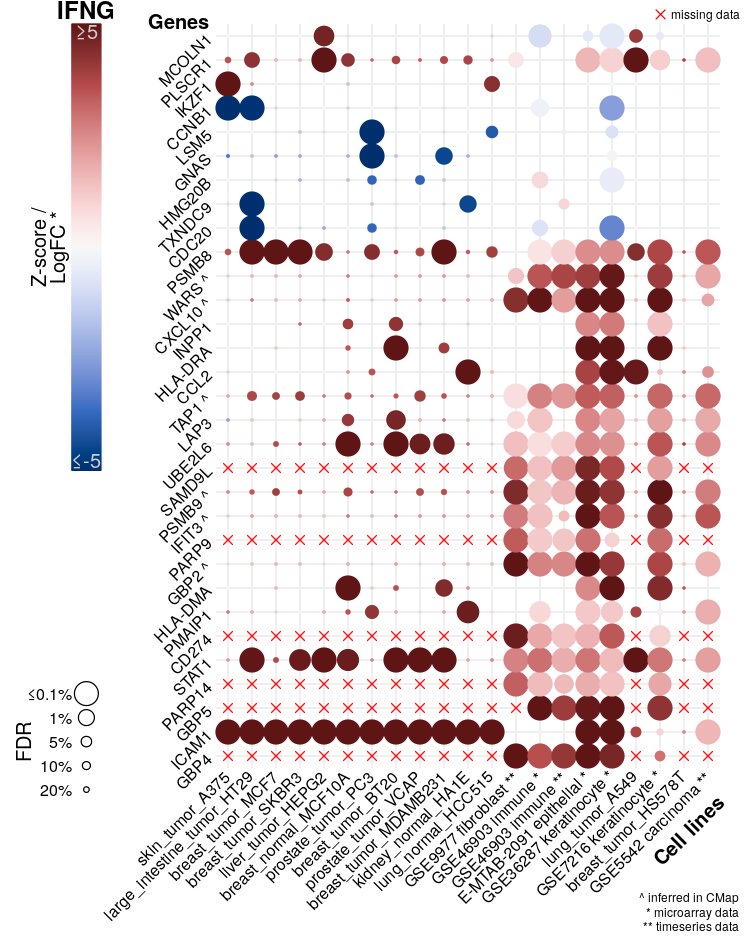 IFNG
Genes
missing data
≥5
≤-5
Z-score /
LogFC *
MCOLN1
PLSCR1
IKZF1
CCNB1
LSM5
GNAS
HMG20B
TXNDC9
CDC20
PSMB8
WARS ^
CXCL10 ^
INPP1
HLA-DRA
CCL2
TAP1 ^
LAP3
UBE2L6
SAMD9L
PSMB9 ^
IFIT3 ^
PARP9
GBP2 ^
HLA-DMA
PMAIP1
CD274
STAT1
PARP14
GBP5
ICAM1
GBP4
FDR
≤0.1%
1%
5%
10%
20%
skin_tumor_A375
large_intestine_tumor_HT29
breast_tumor_MCF7
breast_tumor_SKBR3
liver_tumor_HEPG2
breast_normal_MCF10A
prostate_tumor_PC3
breast_tumor_BT20
prostate_tumor_VCAP
breast_tumor_MDAMB231
kidney_normal_HA1E
lung_normal_HCC515
GSE3977 fibroblast **
GSE46903 Immune *
GSE46903 Immune **
E-MTAB-2091 epithelial *
GSE36287 keratinocyte *
lung_tumor_A549
GSE7216 keratinocyte *
breast_tumor_HS578T
GSE5542 carcinoma **
Cell lines
^ inferred in CMap
* microarray data
** timeseries data